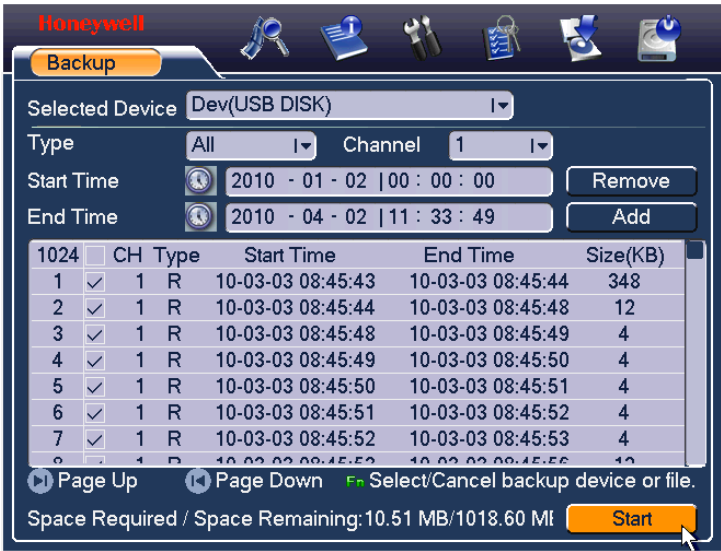 Honeywell
Backup
Selected Device Dev(USB DISK)
Type All Channel 1
Start Time 2010 - 01 - 02 |00 : 00 : 00 Remove
End Time 2010 - 04 - 02 |11 : 33 : 49 Add
1024 CH Type Start Time End Time Size(KB)
1 1 R 10-03-03 08:45:43 10-03-03 08:45:44 348
2 1 R 10-03-03 08:45:44 10-03-03 08:45:48 12
3 1 R 10-03-03 08:45:48 10-03-03 08:45:49 4
4 1 R 10-03-03 08:45:49 10-03-03 08:45:50 4
5 1 R 10-03-03 08:45:50 10-03-03 08:45:51 4
6 1 R 10-03-03 08:45:51 10-03-03 08:45:52 4
7 1 R 10-03-03 08:45:52 10-03-03 08:45:53 4
Page Up Page Down Fn Select/Cancel backup device or file.
Space Required / Space Remaining:10.51 MB/1018.60 Start